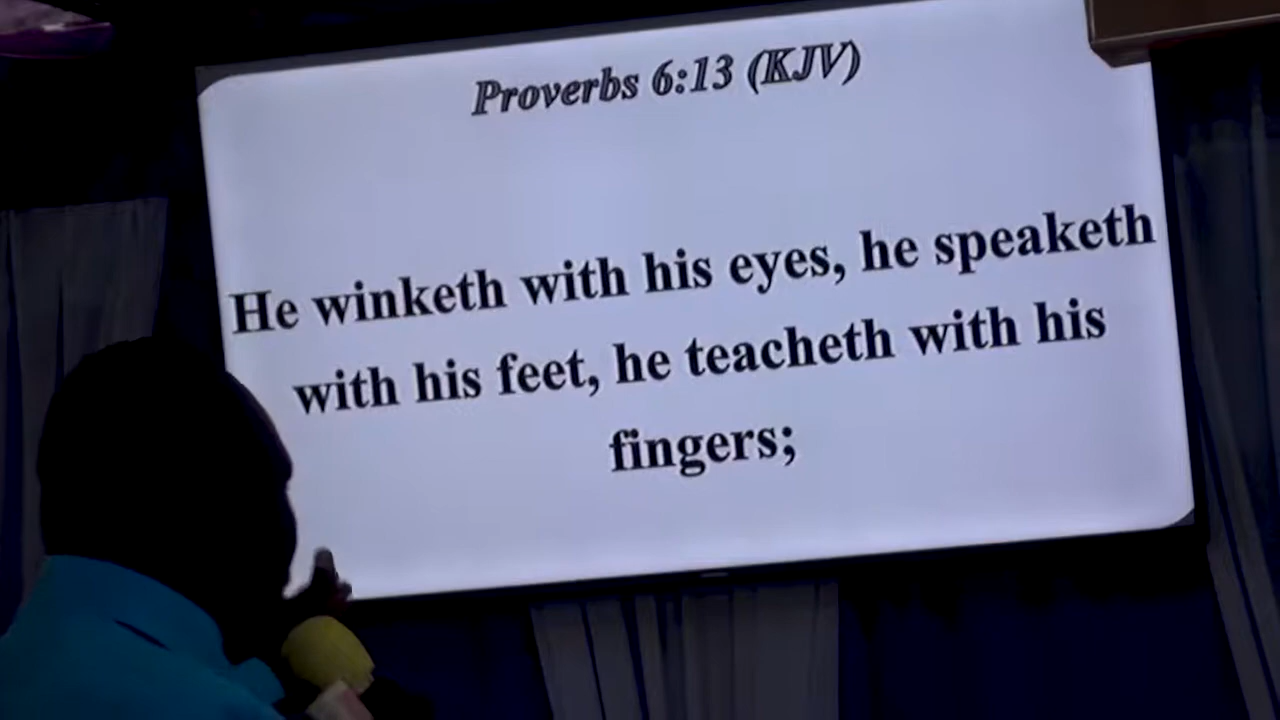 Proverbs 6:13 (KJV)
He winketh with his eyes, he speaketh
with his feet, he teacheth with his
fingers;